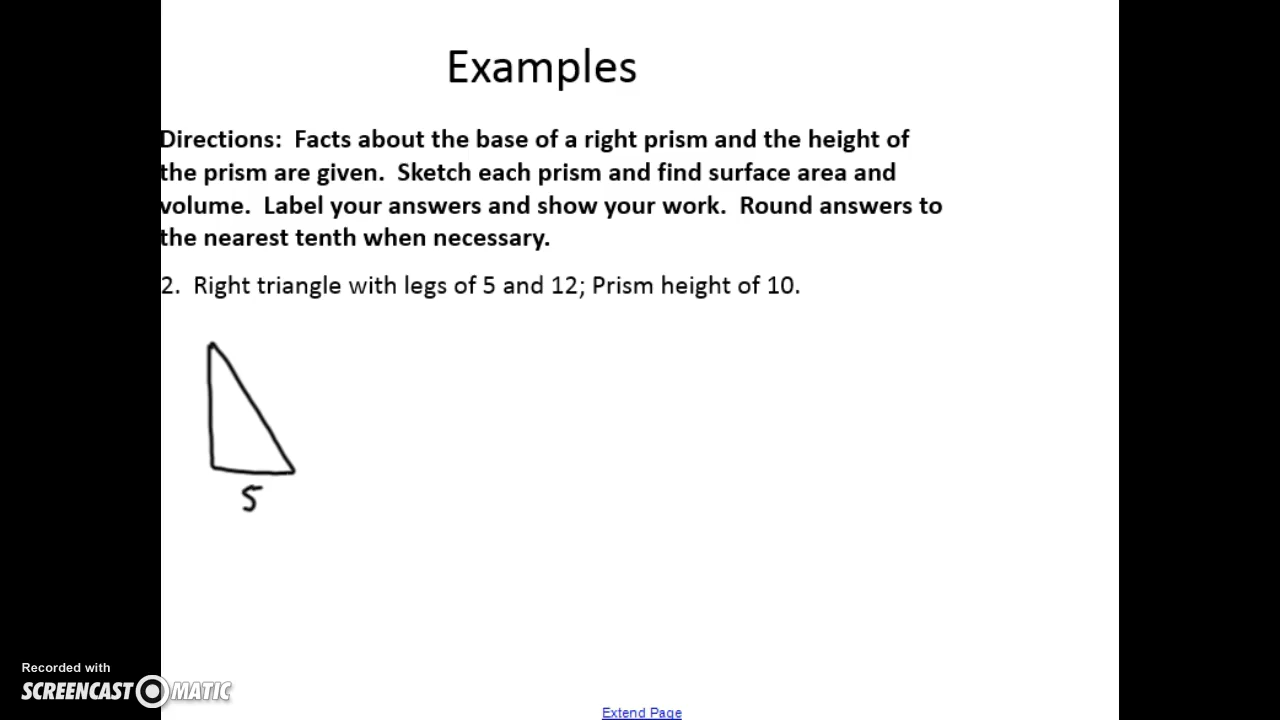 Examples
Directions:  Facts about the base of a right prism and the height of
the prism are given.  Sketch each prism and find surface area and
volume.  Label your answers and show your work.  Round answers to
the nearest tenth when necessary.
2.  Right triangle with legs of 5 and 12; Prism height of 10.
5
Recorded with
SCREENCAST O MATIC
Extend Page